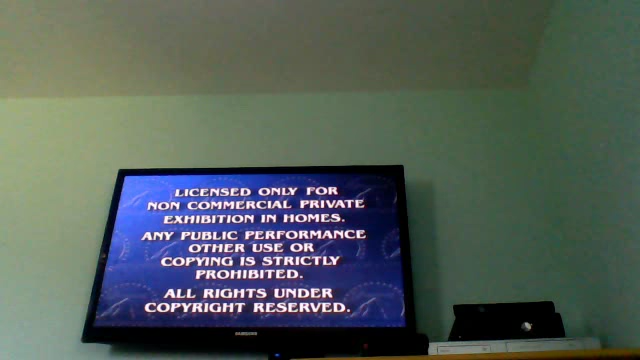 LICENSED ONLY FOR
NON COMMERCIAL PRIVATE
EXHIBITION IN HOMES.
ANY PUBLIC PERFORMANCE
OTHER USE OR
COPYING IS STRICTLY
PROHIBITED.
ALL RIGHTS UNDER
COPYRIGHT RESERVED.
SAMSUNG